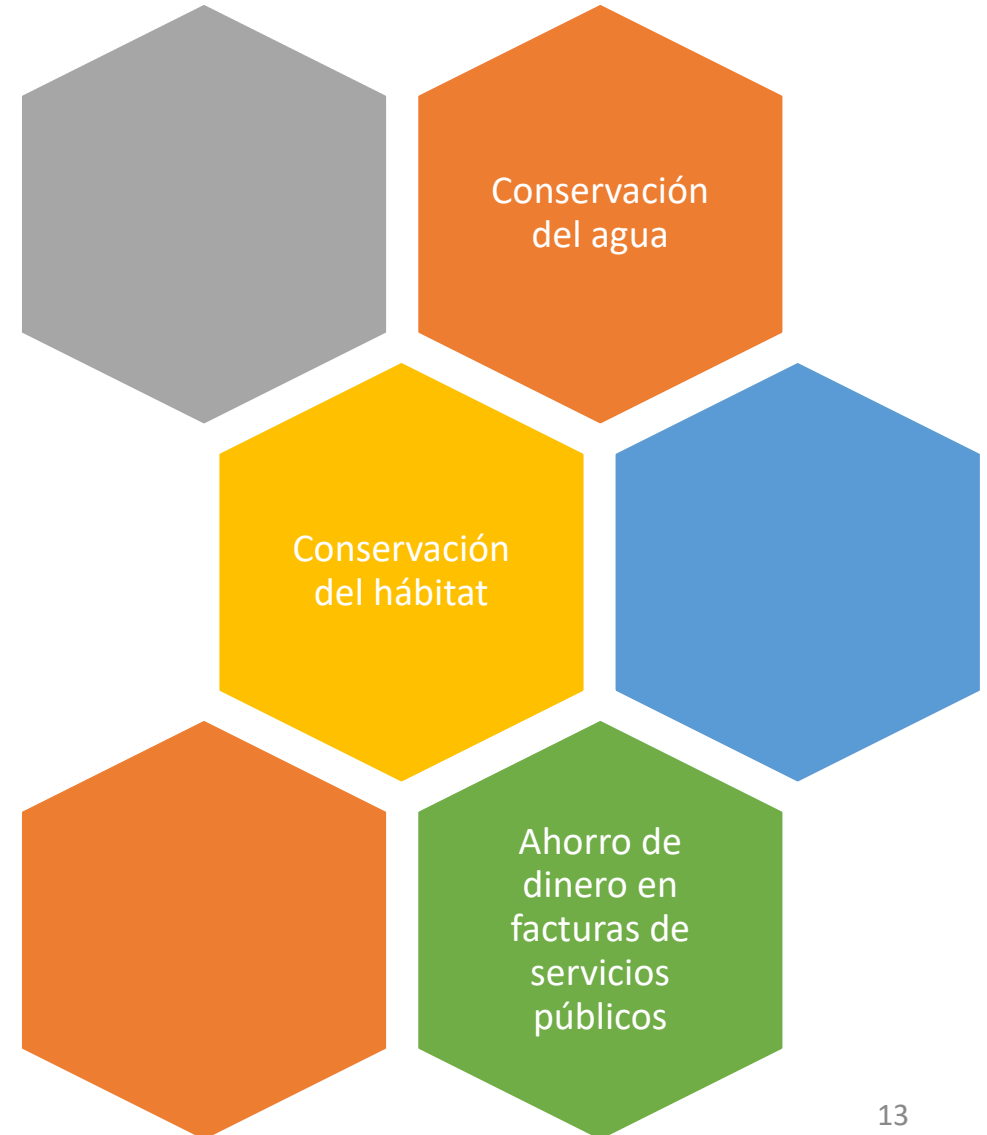 Conservación
del agua
Conservación
del hábitat
Ahorro de
dinero en
facturas de
servicios
públicos
13